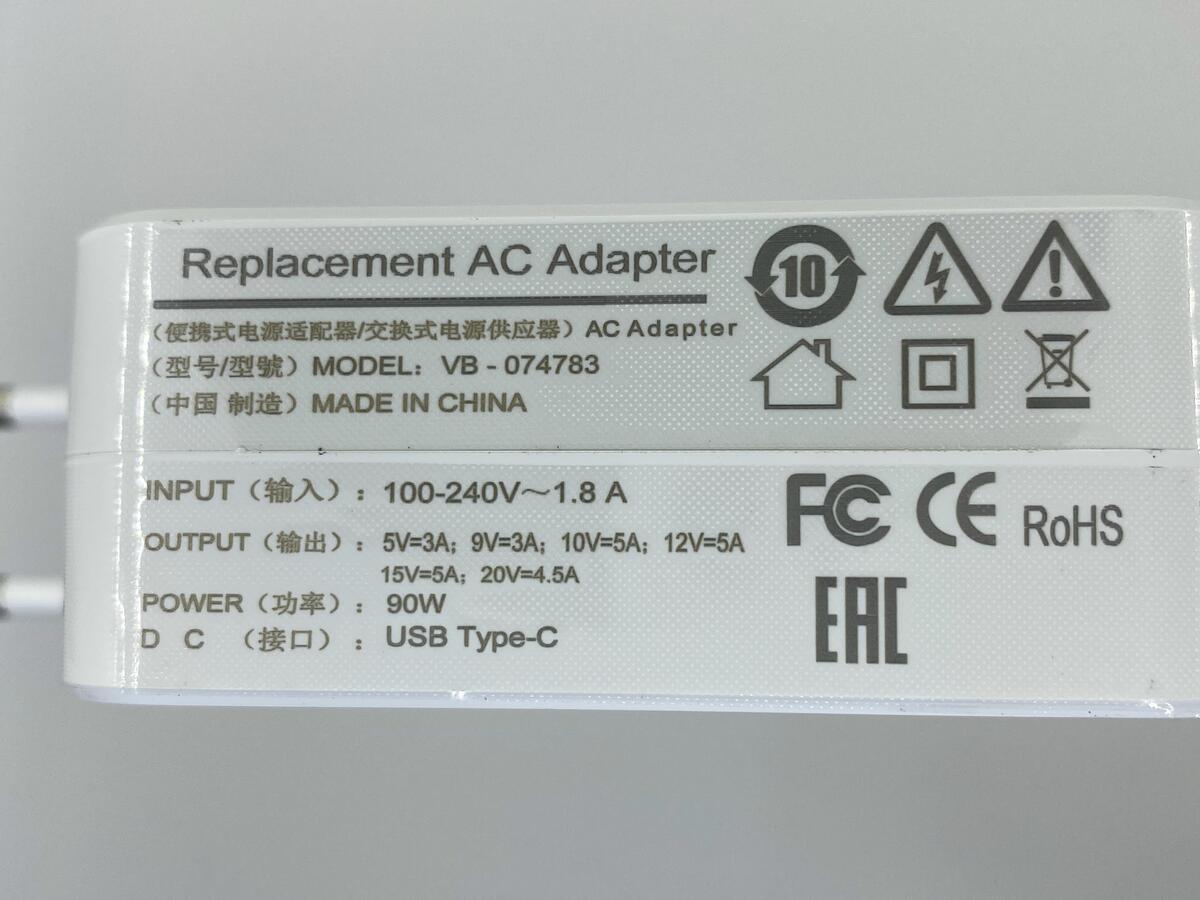 Replacement AC Adapter
（便携式电源适配器/交换式电源供应器）AC Adapter
（型号/型號）MODEL：VB - 074783
（中国 制造）MADE IN CHINA
10
INPUT（输入）：100-240V～1.8 A
OUTPUT（输出）：5V=3A；9V=3A；10V=5A；12V=5A
15V=5A；20V=4.5A
POWER（功率）：90W
D C （接口）：USB Type-C
FC CE RoHS
EAC